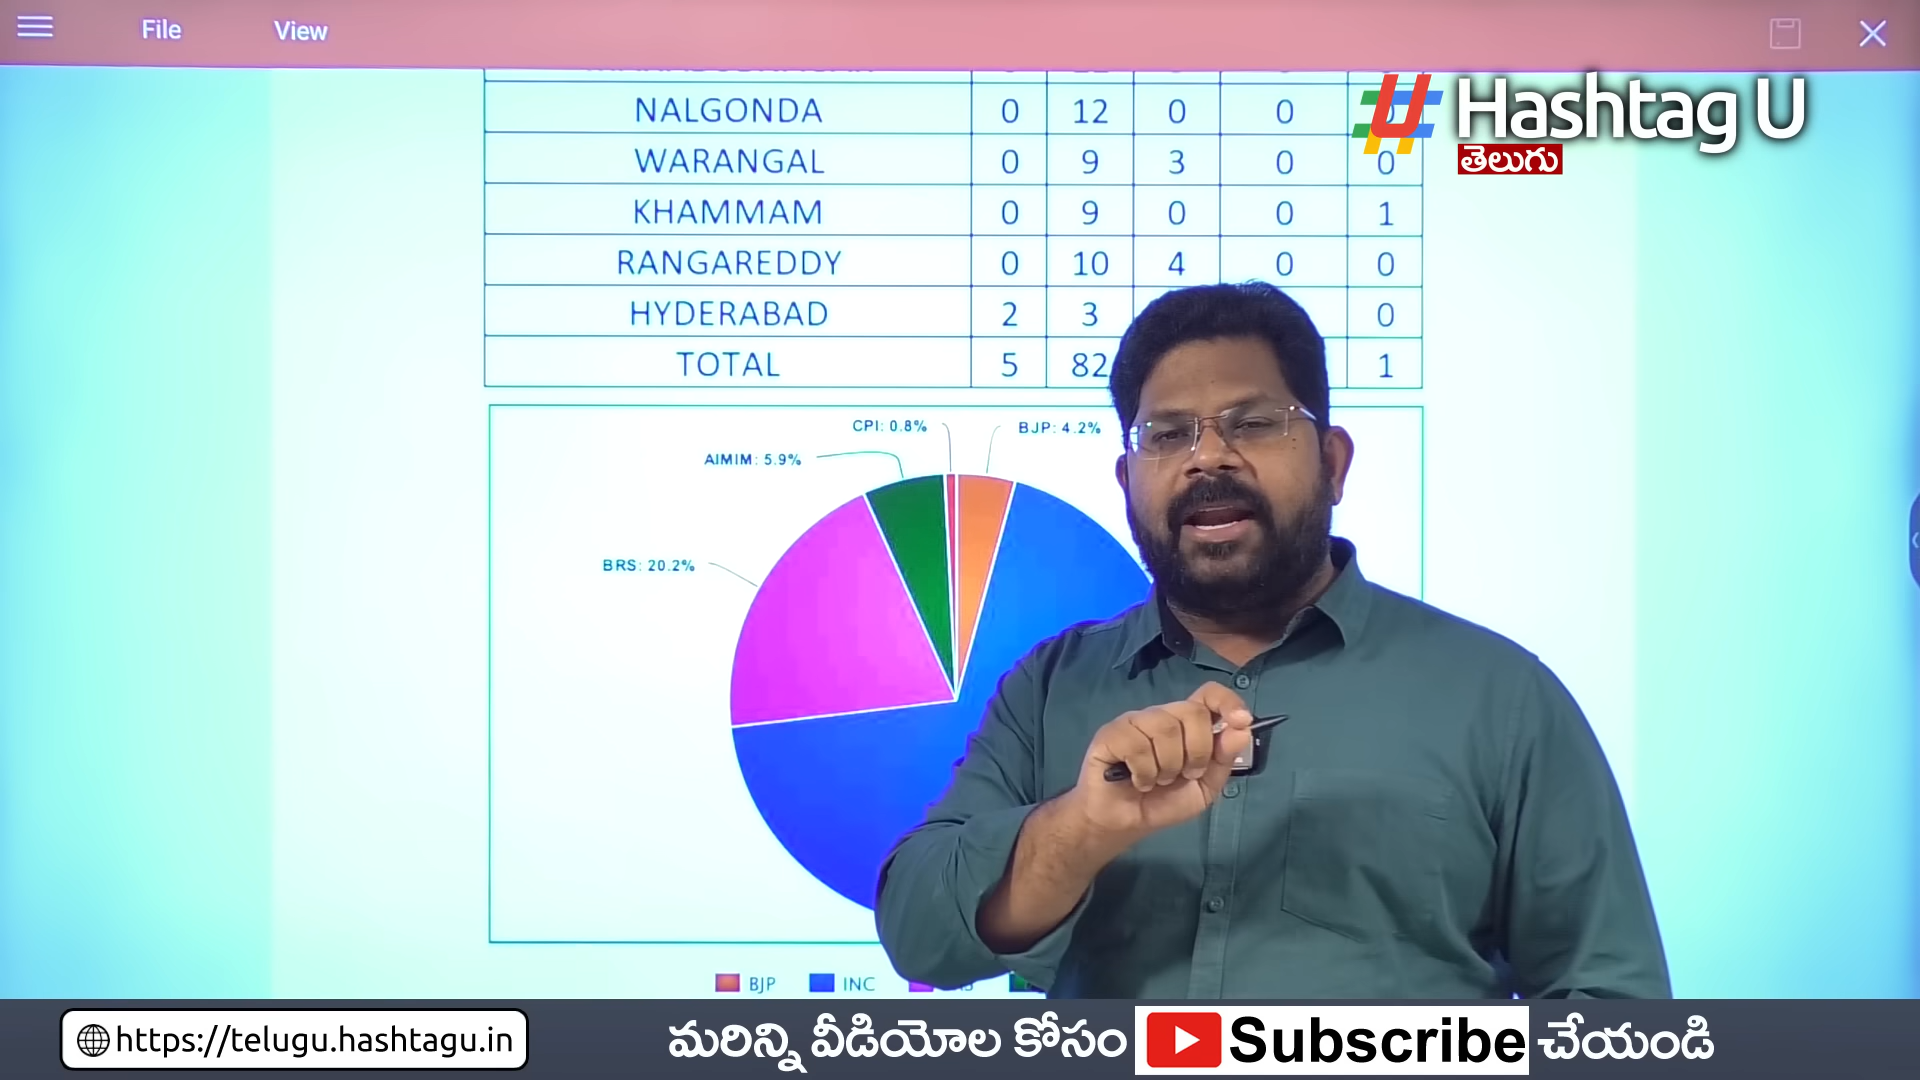 File View
Hashtag U
తెలుగు
NALGONDA 0 12 0 0
WARANGAL 0 9 3 0 0
KHAMMAM 0 9 0 0 1
RANGAREDDY 0 10 4 0 0
HYDERABAD 2 3 0
TOTAL 5 82 1
CPI: 0.8% BJP: 4.2%
AIMIM: 5.9%
BRS: 20.2%
BJP INC
https://telugu.hashtagu.in మరిన్ని వీడియోల కోసం Subscribe చేయండి